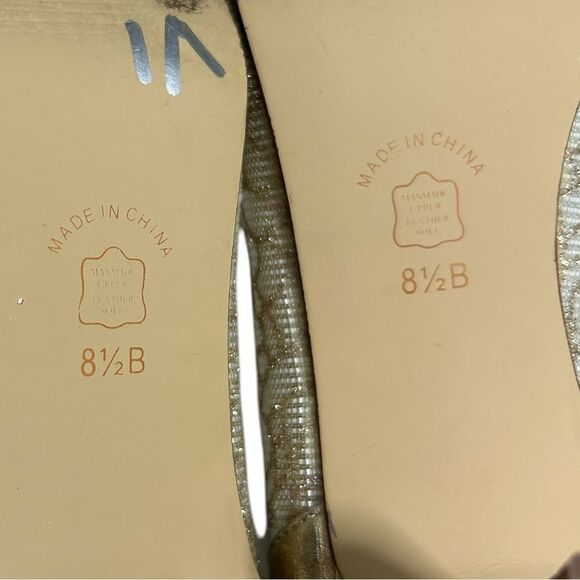 MADE IN CHINA
MANMADE
UPPER
LEATHER
SOLE
8½B
MADE IN CHINA
MANMADE
UPPER
LEATHER
SOLE
8½B